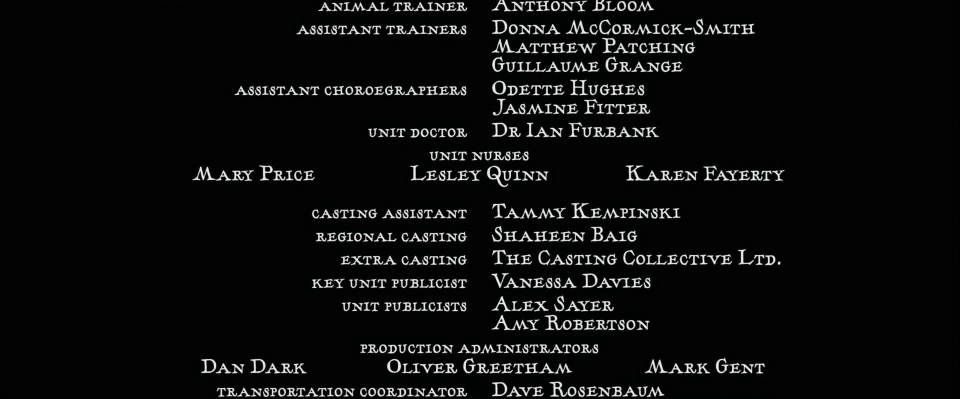 ANIMAL TRAINER ANTHONY BLOOM
ASSISTANT TRAINERS DONNA MCCORMICK-SMITH
MATTHEW PATCHING
GUILLAUME GRANGE
ASSISTANT CHOROEGRAPHERS ODETTE HUGHES
JASMINE FITTER
UNIT DOCTOR DR IAN FURBANK
UNIT NURSES
MARY PRICE LESLEY QUINN KAREN FAYERTY
CASTING ASSISTANT TAMMY KEMPINSKI
REGIONAL CASTING SHAHEEN BAIG
EXTRA CASTING THE CASTING COLLECTIVE LTD.
KEY UNIT PUBLICIST VANESSA DAVIES
UNIT PUBLICISTS ALEX SAYER
AMY ROBERTSON
PRODUCTION ADMINISTRATORS
DAN DARK OLIVER GREETHAM MARK GENT
TRANSPORTATION COORDINATOR DAVE ROSENBAUM